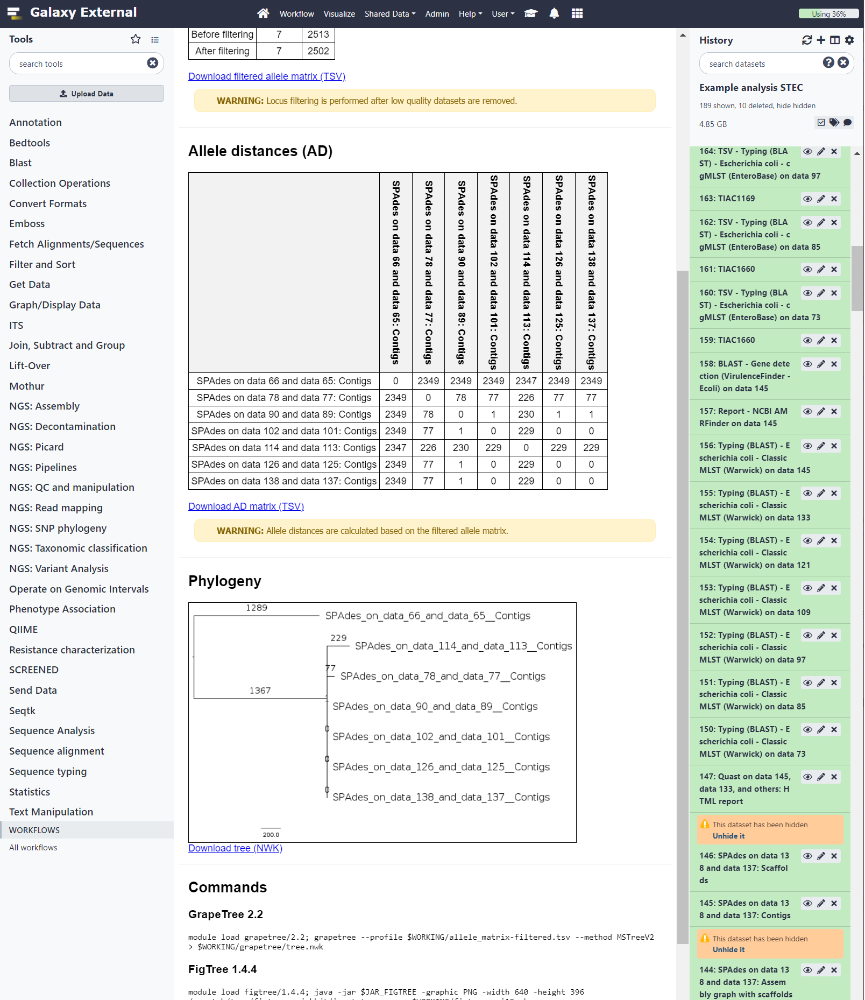 Galaxy External
Workflow Visualize Shared Data Admin Help User
Using 36%
Tools
search tools
Upload Data
Annotation
Bedtools
Blast
Collection Operations
Convert Formats
Emboss
Fetch Alignments/Sequences
Filter and Sort
Get Data
Graph/Display Data
ITS
Join, Subtract and Group
Lift-Over
Mothur
NGS: Assembly
NGS: Decontamination
NGS: Picard
NGS: Pipelines
NGS: QC and manipulation
NGS: Read mapping
NGS: SNP phylogeny
NGS: Taxonomic classification
NGS: Variant Analysis
Operate on Genomic Intervals
Phenotype Association
QIIME
Resistance characterization
SCREENED
Send Data
Seqtk
Sequence Analysis
Sequence alignment
Sequence typing
Statistics
Text Manipulation
WORKFLOWS
All workflows
Before filtering 7 2513
After filtering 7 2502
Download filtered allele matrix (TSV)
WARNING: Locus filtering is performed after low quality datasets are removed.
Allele distances (AD)
SPAdes on data 66 and data 65: Contigs
SPAdes on data 78 and data 77: Contigs
SPAdes on data 90 and data 89: Contigs
SPAdes on data 102 and data 101: Contigs
SPAdes on data 114 and data 113: Contigs
SPAdes on data 126 and data 125: Contigs
SPAdes on data 138 and data 137: Contigs
SPAdes on data 66 and data 65: Contigs 0 2349 2349 2349 2347 2349 2349
SPAdes on data 78 and data 77: Contigs 2349 0 78 77 226 77 77
SPAdes on data 90 and data 89: Contigs 2349 78 0 1 230 1 1
SPAdes on data 102 and data 101: Contigs 2349 77 1 0 229 0 0
SPAdes on data 114 and data 113: Contigs 2347 226 230 229 0 229 229
SPAdes on data 126 and data 125: Contigs 2349 77 1 0 229 0 0
SPAdes on data 138 and data 137: Contigs 2349 77 1 0 229 0 0
Download AD matrix (TSV)
WARNING: Allele distances are calculated based on the filtered allele matrix.
Phylogeny
1289
SPAdes_on_data_66_and_data_65__Contigs
229
SPAdes_on_data_114_and_data_113__Contigs
77
SPAdes_on_data_78_and_data_77__Contigs
1367
SPAdes_on_data_90_and_data_89__Contigs
0
SPAdes_on_data_102_and_data_101__Contigs
0
SPAdes_on_data_126_and_data_125__Contigs
0
SPAdes_on_data_138_and_data_137__Contigs
200.0
Download tree (NWK)
Commands
GrapeTree 2.2
module load grapetree/2.2; grapetree --profile $WORKING/allele_matrix-filtered.tsv --method MSTreeV2
> $WORKING/grapetree/tree.nwk
FigTree 1.4.4
module load figtree/1.4.4; java -jar $JAR_FIGTREE -graphic PNG -width 640 -height 396
History
search datasets
Example analysis STEC
189 shown, 10 deleted, hide hidden
4.85 GB
164: TSV - Typing (BLA
ST) - Escherichia coli - c
gMLST (EnteroBase) on data 97
163: TIAC1169
162: TSV - Typing (BLA
ST) - Escherichia coli - c
gMLST (EnteroBase) on data 85
161: TIAC1660
160: TSV - Typing (BLA
ST) - Escherichia coli - c
gMLST (EnteroBase) on data 73
159: TIAC1660
158: BLAST - Gene dete
ction (VirulenceFinder -
Ecoli) on data 145
157: Report - NCBI AM
RFinder on data 145
156: Typing (BLAST) - E
scherichia coli - Classic
MLST (Warwick) on data 145
155: Typing (BLAST) - E
scherichia coli - Classic
MLST (Warwick) on data 133
154: Typing (BLAST) - E
scherichia coli - Classic
MLST (Warwick) on data 121
153: Typing (BLAST) - E
scherichia coli - Classic
MLST (Warwick) on data 109
152: Typing (BLAST) - E
scherichia coli - Classic
MLST (Warwick) on data 97
151: Typing (BLAST) - E
scherichia coli - Classic
MLST (Warwick) on data 85
150: Typing (BLAST) - E
scherichia coli - Classic
MLST (Warwick) on data 73
147: Quast on data 145,
data 133, and others: H
TML report
This dataset has been hidden
Unhide it
146: SPAdes on data 13
8 and data 137: Scaffol
ds
145: SPAdes on data 13
8 and data 137: Contigs
This dataset has been hidden
Unhide it
144: SPAdes on data 13
8 and data 137: Assem
bly graph with scaffolds